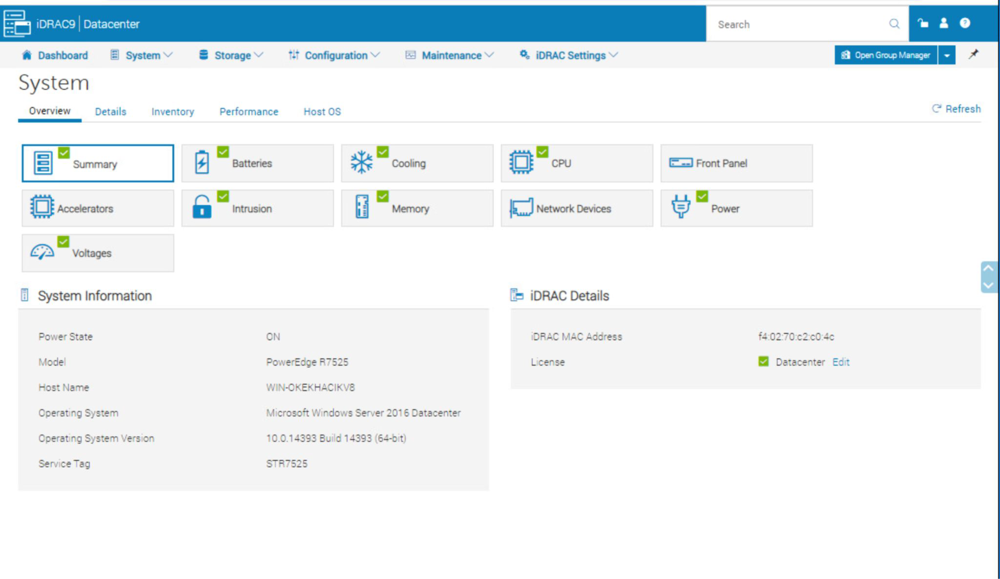 iDRAC9 | Datacenter Search
Dashboard System Storage Configuration Maintenance iDRAC Settings Open Group Manager
System
Overview Details Inventory Performance Host OS Refresh
Summary Batteries Cooling CPU Front Panel
Accelerators Intrusion Memory Network Devices Power
Voltages
System Information iDRAC Details
Power State ON iDRAC MAC Address f4:02:70:c2:c0:4c
Model PowerEdge R7525 License Datacenter Edit
Host Name WIN-OKEKHACIKV8
Operating System Microsoft Windows Server 2016 Datacenter
Operating System Version 10.0.14393 Build 14393 (64-bit)
Service Tag STR7525